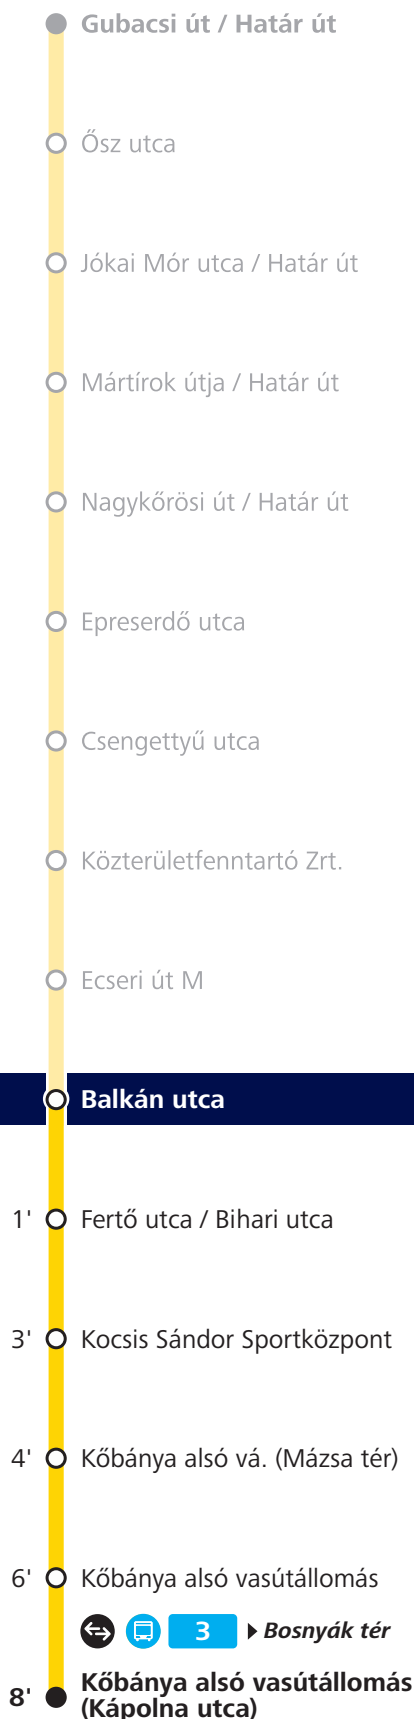 Gubacsi út / Határ út
Ősz utca
Jókai Mór utca / Határ út
Mártírok útja / Határ út
Nagykőrösi út / Határ út
Epreserdő utca
Csengettyű utca
Közterületfenntartó Zrt.
Ecseri út M
Balkán utca
1' Fertő utca / Bihari utca
3' Kocsis Sándor Sportközpont
4' Kőbánya alsó vá. (Mázsa tér)
6' Kőbánya alsó vasútállomás
3 Bosnyák tér
8' Kőbánya alsó vasútállomás
(Kápolna utca)